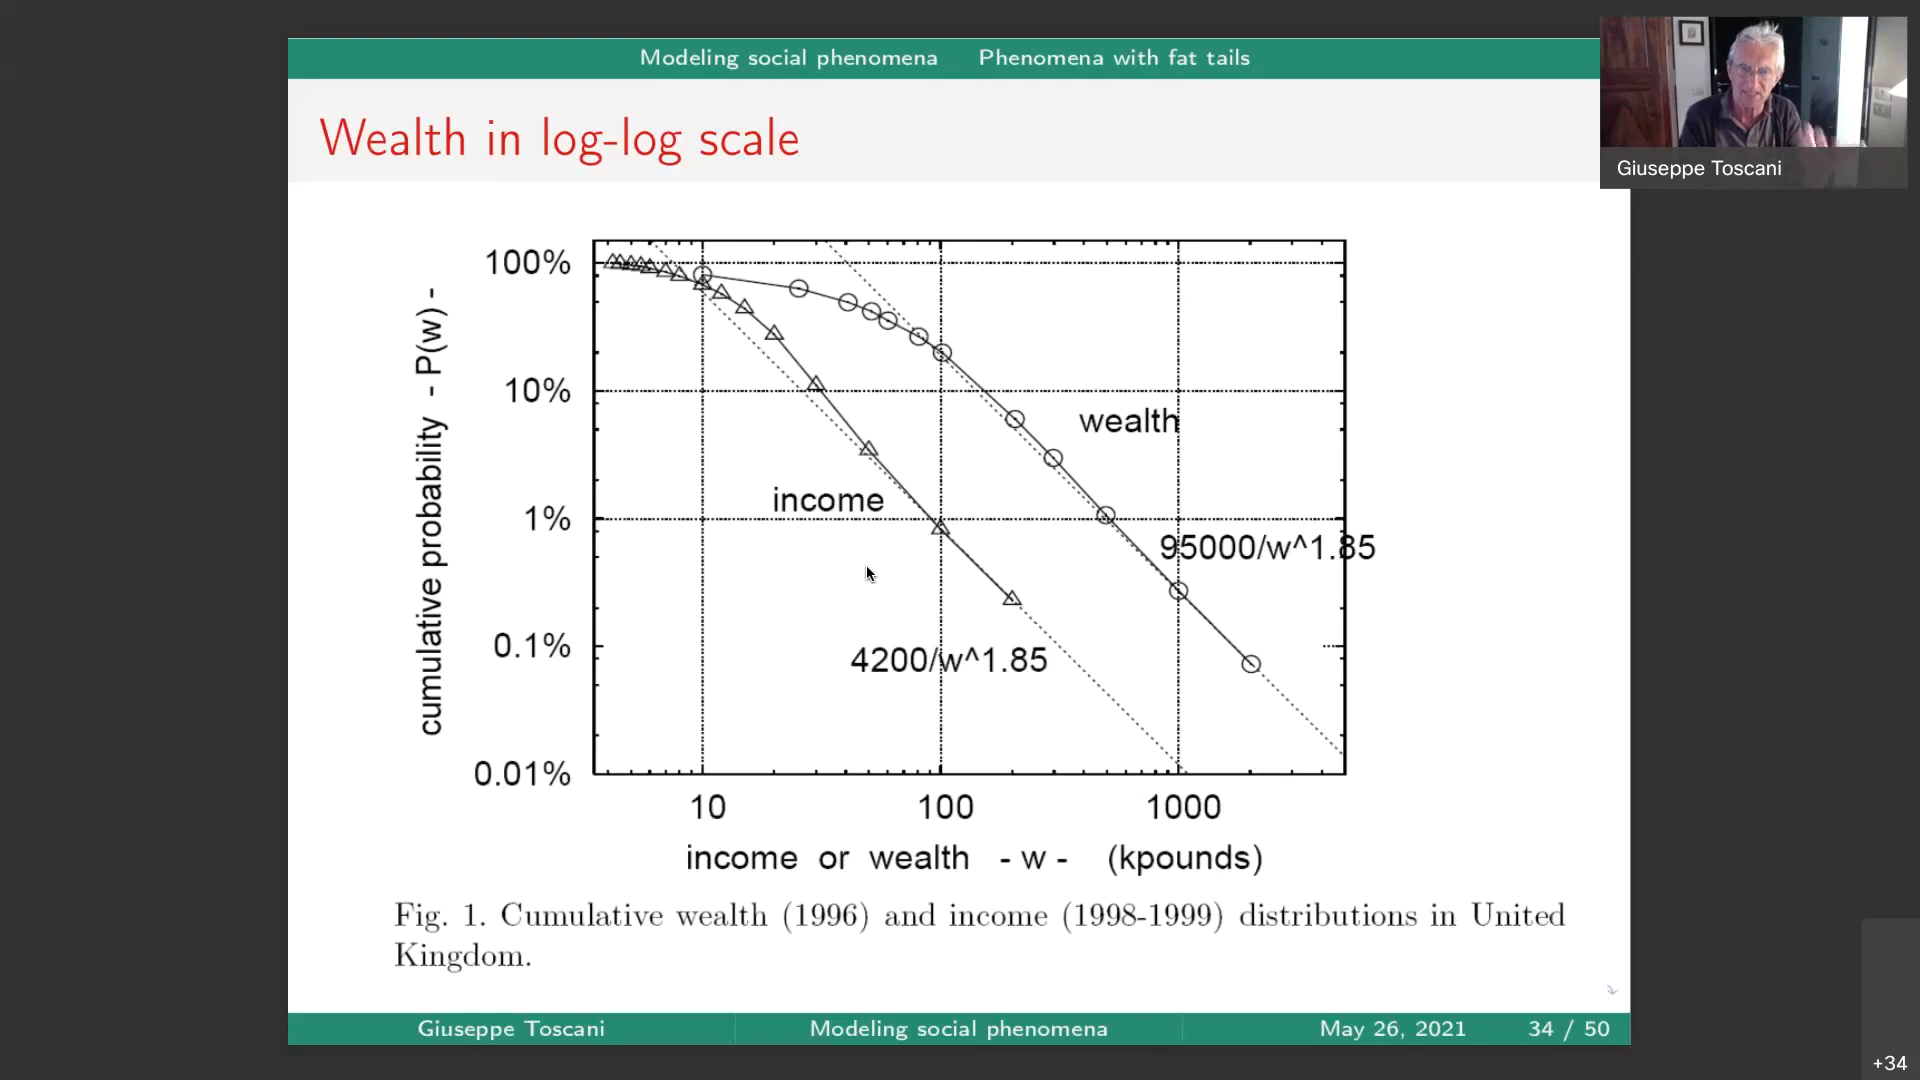 Modeling social phenomena Phenomena with fat tails
Giuseppe Toscani
Wealth in log-log scale
cumulative probability - P(w) -
100%
10%
1%
0.1%
0.01%
wealth
income
95000/w^1.85
4200/w^1.85
10 100 1000
income or wealth - w - (kpounds)
Fig. 1. Cumulative wealth (1996) and income (1998-1999) distributions in United
Kingdom.
Giuseppe Toscani Modeling social phenomena May 26, 2021 34 / 50
+34